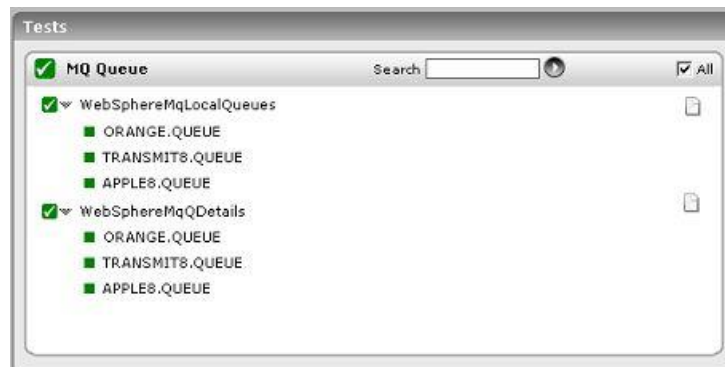 Tests
MQ Queue Search All
WebSphereMqLocalQueues
ORANGE.QUEUE
TRANSMIT8.QUEUE
APPLE8.QUEUE
WebSphereMqQDetails
ORANGE.QUEUE
TRANSMIT8.QUEUE
APPLE8.QUEUE